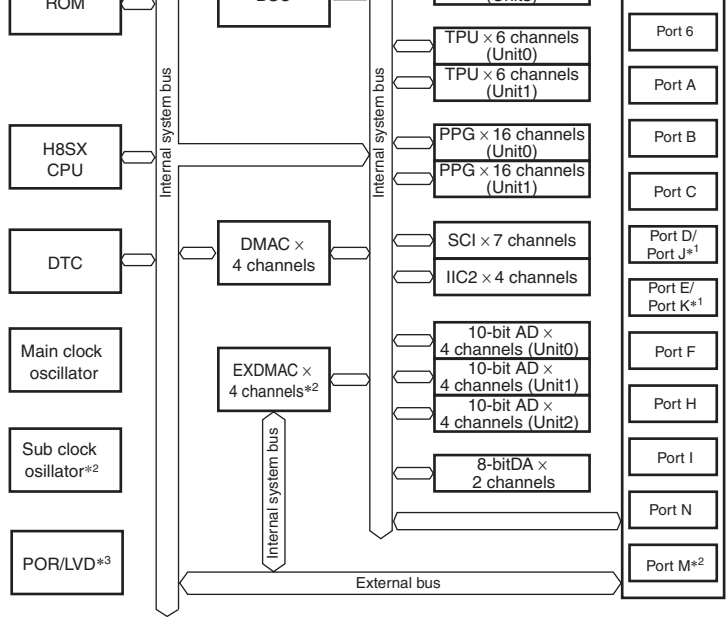 ROM
TPU × 6 channels
(Unit0)
TPU × 6 channels
(Unit1)
Port 6
Port A
Internal system bus
Internal system bus
H8SX
CPU
PPG × 16 channels
(Unit0)
PPG × 16 channels
(Unit1)
Port B
Port C
DTC
DMAC ×
4 channels
SCI × 7 channels
IIC2 × 4 channels
Port D/
Port J*1
Port E/
Port K*1
Main clock
oscillator
EXDMAC ×
4 channels*2
10-bit AD ×
4 channels (Unit0)
10-bit AD ×
4 channels (Unit1)
10-bit AD ×
4 channels (Unit2)
Port F
Port H
Sub clock
osillator*2
Internal system bus
8-bitDA ×
2 channels
Port I
Port N
POR/LVD*3
External bus
Port M*2